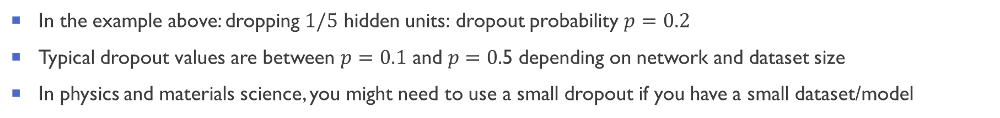 In the example above: dropping 1/5 hidden units: dropout probability p = 0.2
Typical dropout values are between p = 0.1 and p = 0.5 depending on network and dataset size
In physics and materials science, you might need to use a small dropout if you have a small dataset/model